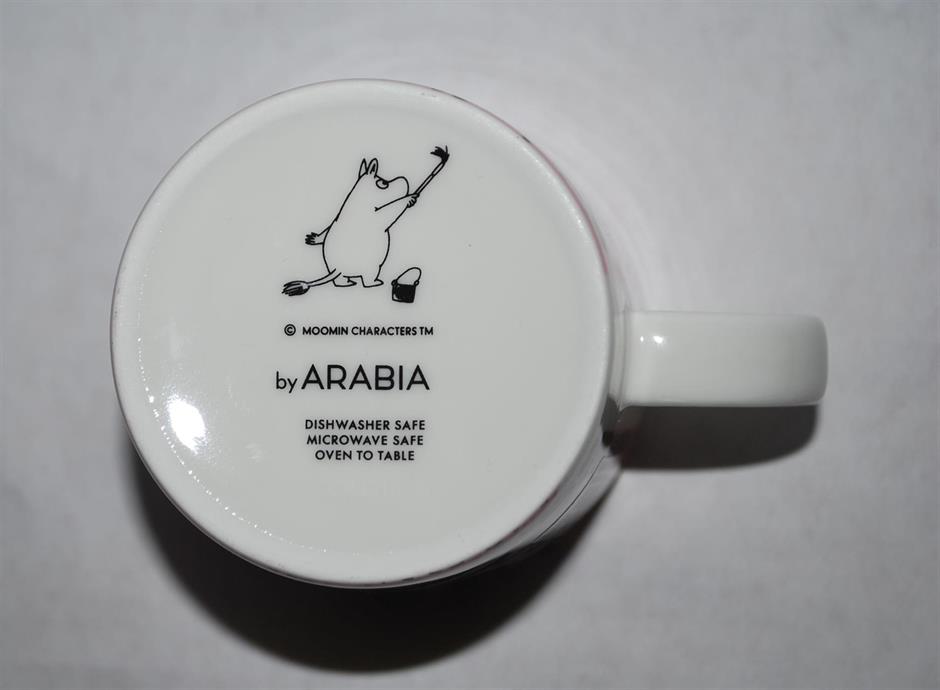 © MOOMIN CHARACTERS TM
by ARABIA
DISHWASHER SAFE
MICROWAVE SAFE
OVEN TO TABLE